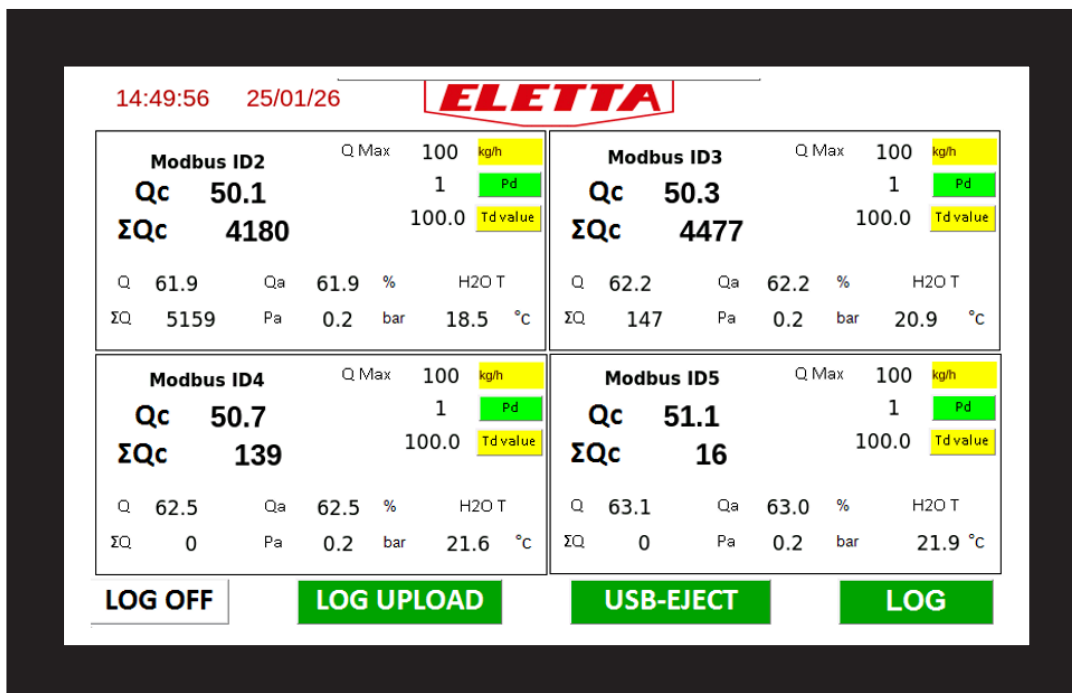 14:49:56 25/01/26 ELETTA
Modbus ID2 Q Max 100 kg/h
Qc 50.1 1 Pd
ΣQc 4180 100.0 Td value
Q 61.9 Qa 61.9 % H2O T
ΣQ 5159 Pa 0.2 bar 18.5 °C
Modbus ID3 Q Max 100 kg/h
Qc 50.3 1 Pd
ΣQc 4477 100.0 Td value
Q 62.2 Qa 62.2 % H2O T
ΣQ 147 Pa 0.2 bar 20.9 °C
Modbus ID4 Q Max 100 kg/h
Qc 50.7 1 Pd
ΣQc 139 100.0 Td value
Q 62.5 Qa 62.5 % H2O T
ΣQ 0 Pa 0.2 bar 21.6 °C
Modbus ID5 Q Max 100 kg/h
Qc 51.1 1 Pd
ΣQc 16 100.0 Td value
Q 63.1 Qa 63.0 % H2O T
ΣQ 0 Pa 0.2 bar 21.9 °C
LOG OFF LOG UPLOAD USB-EJECT LOG